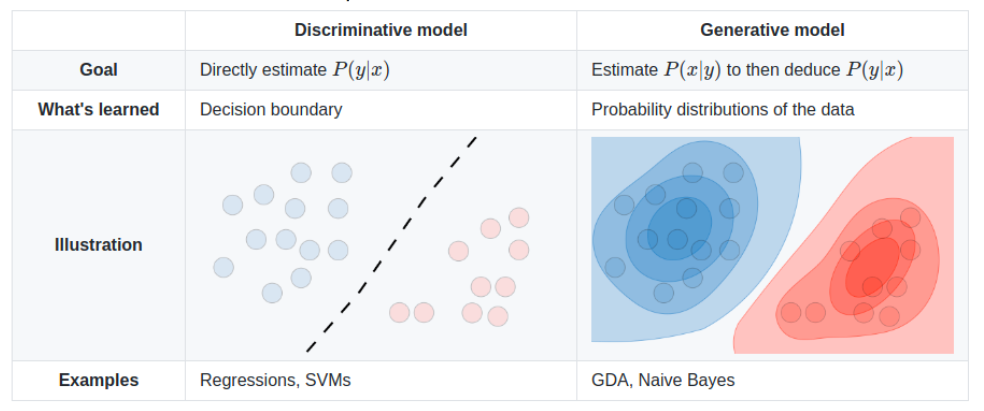 Discriminative model Generative model
Goal Directly estimate P(y|x) Estimate P(x|y) to then deduce P(y|x)
What's learned Decision boundary Probability distributions of the data
Illustration
Examples Regressions, SVMs GDA, Naive Bayes